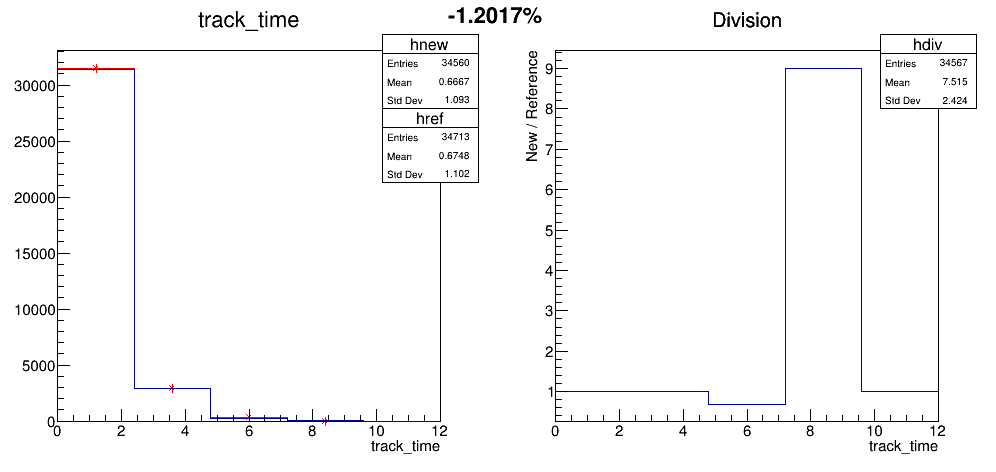 -1.2017%
track_time
hnew
Entries 34560
Mean 0.6667
Std Dev 1.093
href
Entries 34713
Mean 0.6748
Std Dev 1.102
30000
25000
20000
15000
10000
5000
0
0 2 4 6 8 10 12
track_time
Division
hdiv
Entries 34567
Mean 7.515
Std Dev 2.424
New / Reference
9
8
7
6
5
4
3
2
1
0 2 4 6 8 10 12
track_time